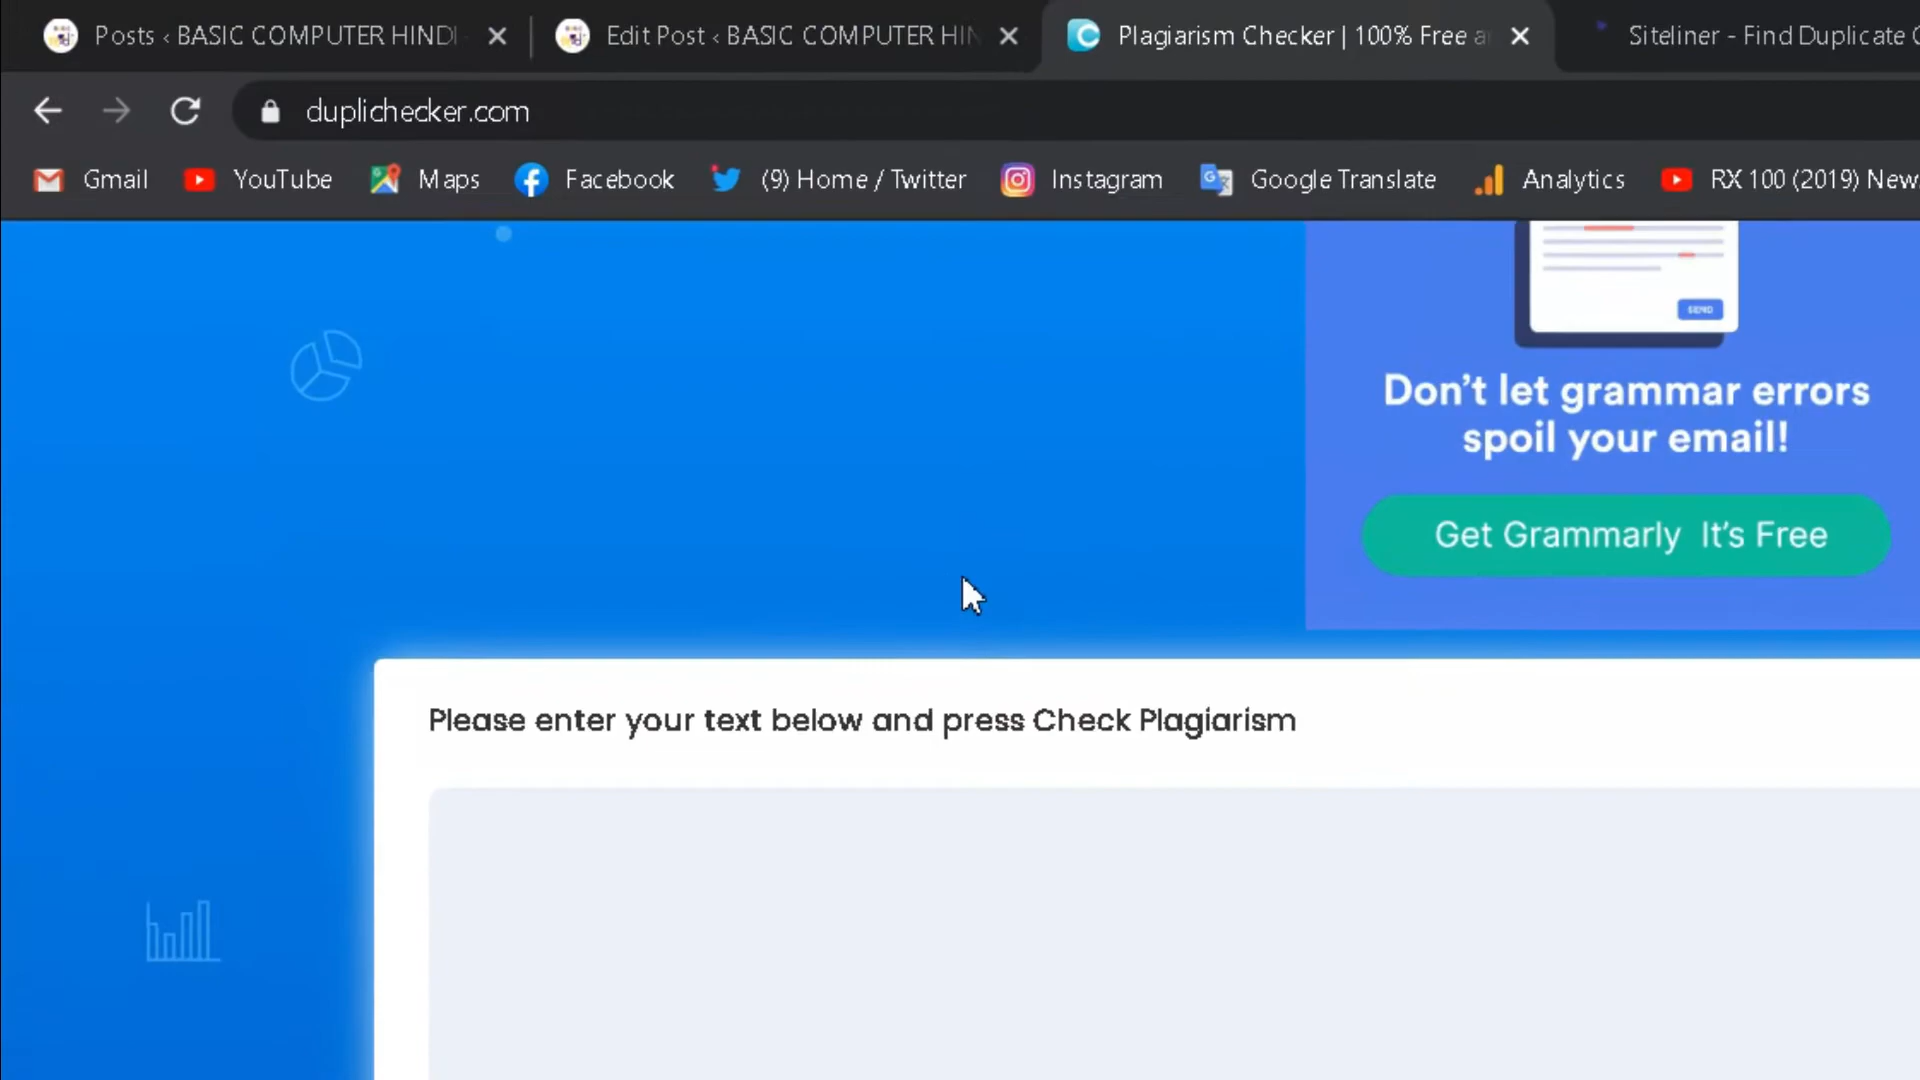 Posts ‹ BASIC COMPUTER HINDI
Edit Post ‹ BASIC COMPUTER HIN
Plagiarism Checker | 100% Free a
Siteliner - Find Duplicate C
duplichecker.com
Gmail
YouTube
Maps
Facebook
(9) Home / Twitter
Instagram
Google Translate
Analytics
RX 100 (2019) New
SEND
Don't let grammar errors
spoil your email!
Get Grammarly It's Free
Please enter your text below and press Check Plagiarism